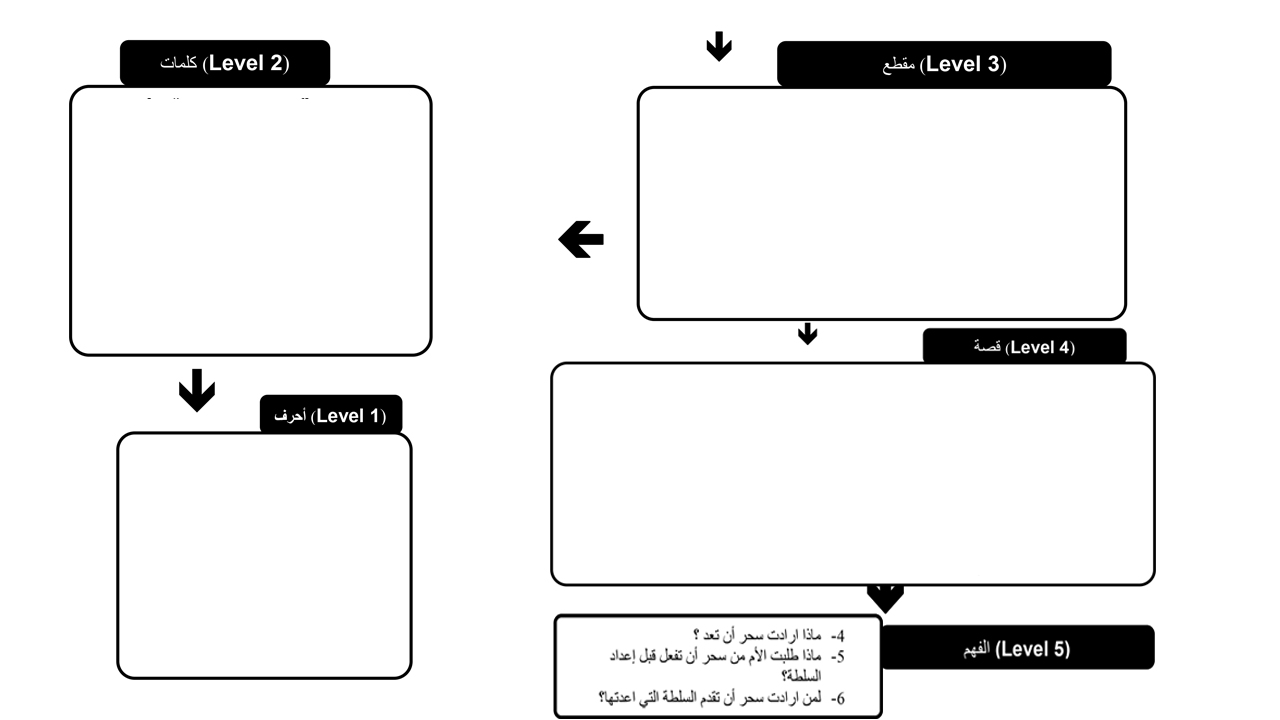 كلمات (Level 2)
مقطع (Level 3)
قصة (Level 4)
أحرف (Level 1)
الفهم (Level 5)
4- ماذا ارادت سحر أن تعد ؟
5- ماذا طلبت الأم من سحر أن تفعل قبل إعداد
السلطة؟
6- لمن ارادت سحر أن تقدم السلطة التي اعدتها؟